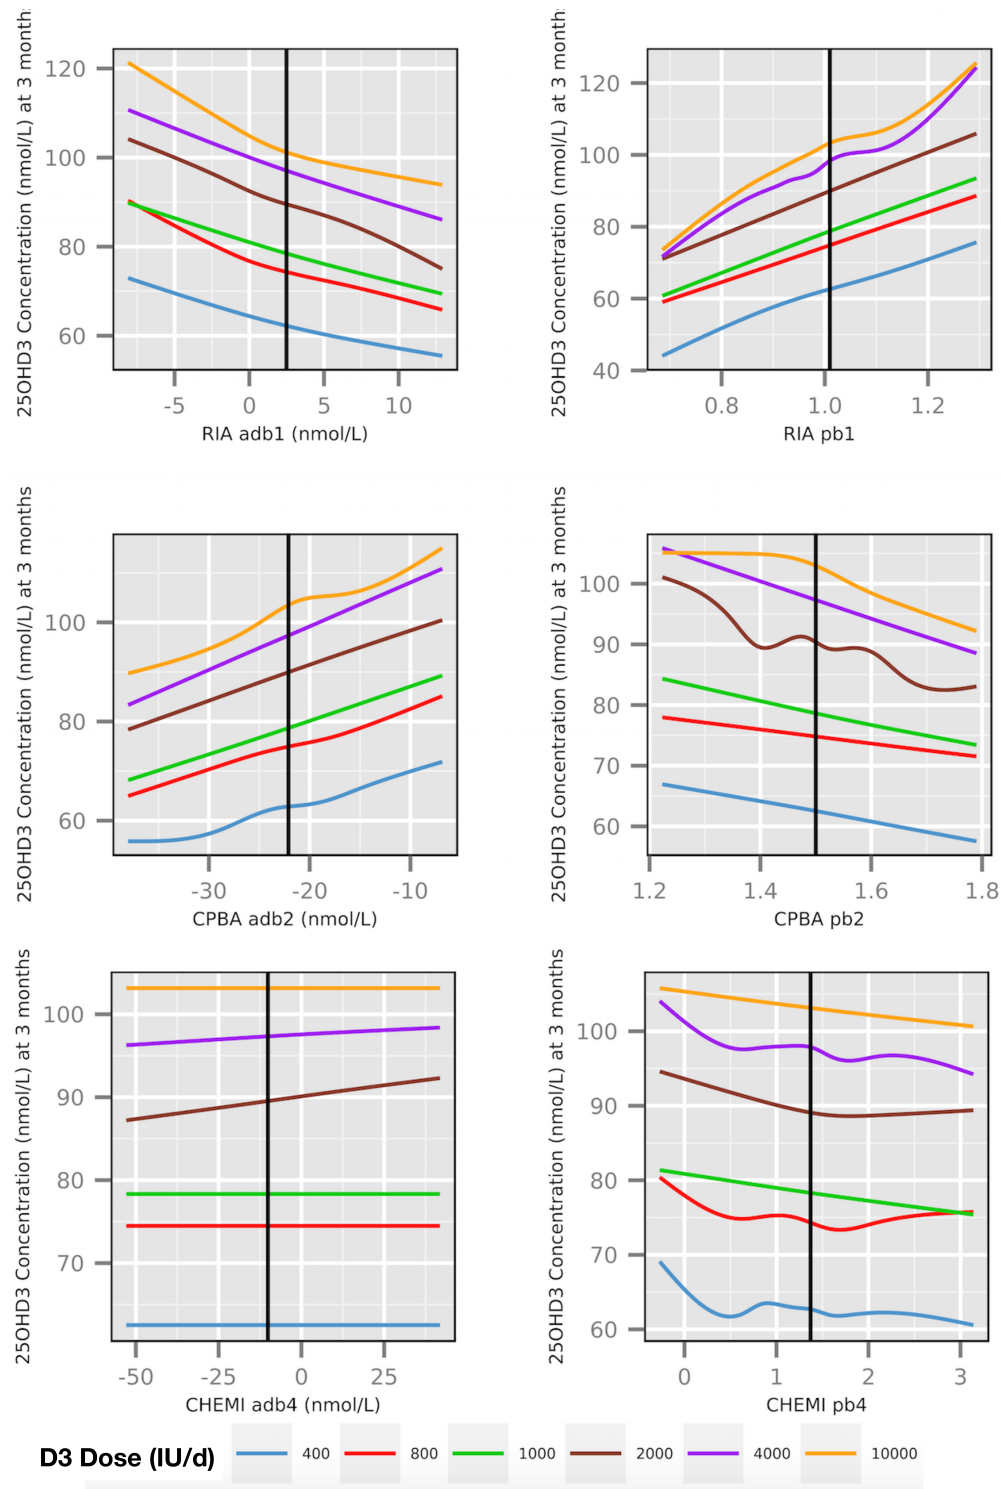 25OHD3 Concentration (nmol/L) at 3 months
120
100
80
60
-5 0 5 10
RIA adb1 (nmol/L)
25OHD3 Concentration (nmol/L) at 3 months
120
100
80
60
40
0.8 1.0 1.2
RIA pb1
25OHD3 Concentration (nmol/L) at 3 months
100
80
60
-30 -20 -10
CPBA adb2 (nmol/L)
25OHD3 Concentration (nmol/L) at 3 months
100
90
80
70
60
1.2 1.4 1.6 1.8
CPBA pb2
25OHD3 Concentration (nmol/L) at 3 months
100
90
80
70
-50 -25 0 25
CHEMI adb4 (nmol/L)
25OHD3 Concentration (nmol/L) at 3 months
100
90
80
70
60
0 1 2 3
CHEMI pb4
D3 Dose (IU/d) 400 800 1000 2000 4000 10000